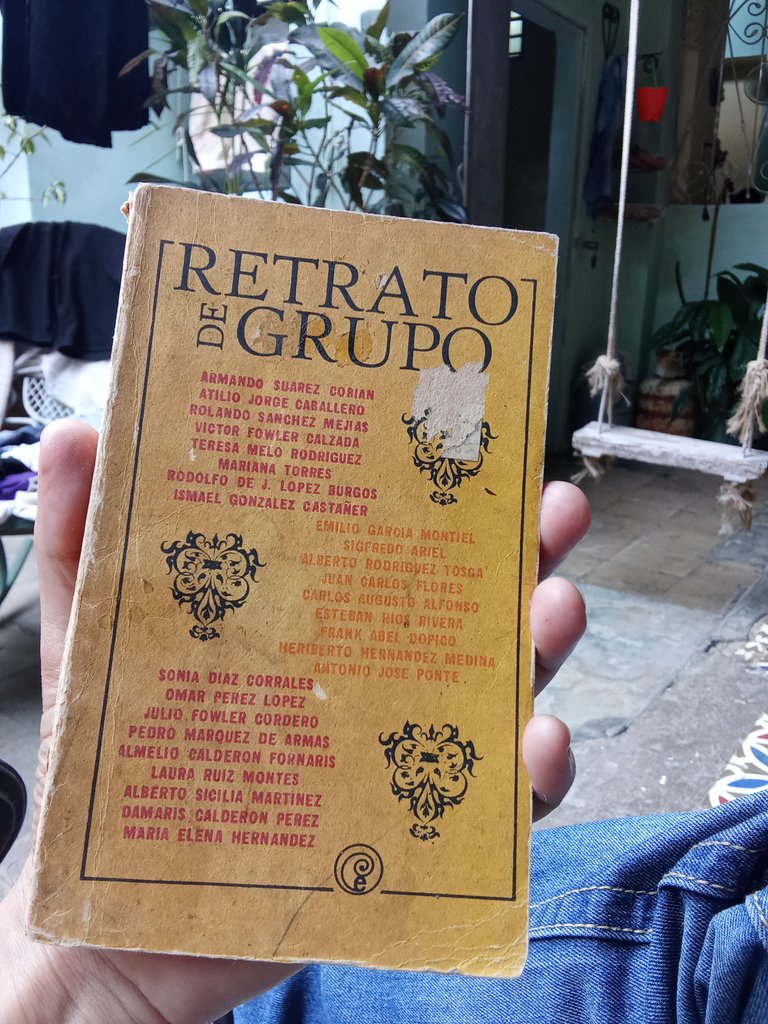 RETRATO
DE GRUPO
ARMANDO SUAREZ COBIAN
ATILIO JORGE CABALLERO
ROLANDO SANCHEZ MEJIAS
VICTOR FOWLER CALZADA
TERESA MELO RODRIGUEZ
MARIANA TORRES
RODOLFO DE J. LOPEZ BURGOS
ISMAEL GONZALEZ CASTAÑER
EMILIO GARCIA MONTIEL
SIGFREDO ARIEL
ALBERTO RODRIGUEZ TOSCA
JUAN CARLOS FLORES
CARLOS AUGUSTO ALFONSO
ESTEBAN RIOS RIVERA
FRANK ABEL DOPICO
HERIBERTO HERNANDEZ MEDINA
ANTONIO JOSE PONTE
SONIA DIAZ CORRALES
OMAR PEREZ LOPEZ
JULIO FOWLER CORDERO
PEDRO MARQUEZ DE ARMAS
ALMELIO CALDERON FORNARIS
LAURA RUIZ MONTES
ALBERTO SICILIA MARTINEZ
DAMARIS CALDERON PEREZ
MARIA ELENA HERNANDEZ